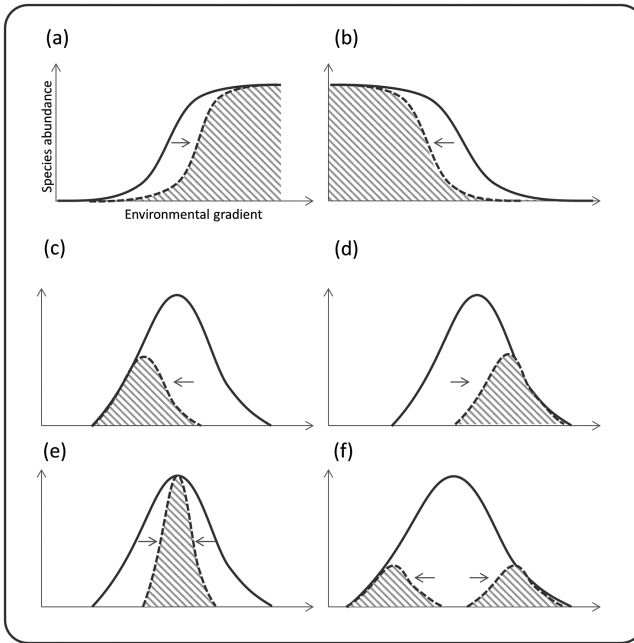 (a)
(b)
Species abundance
Environmental gradient
(c)
(d)
(e)
(f)